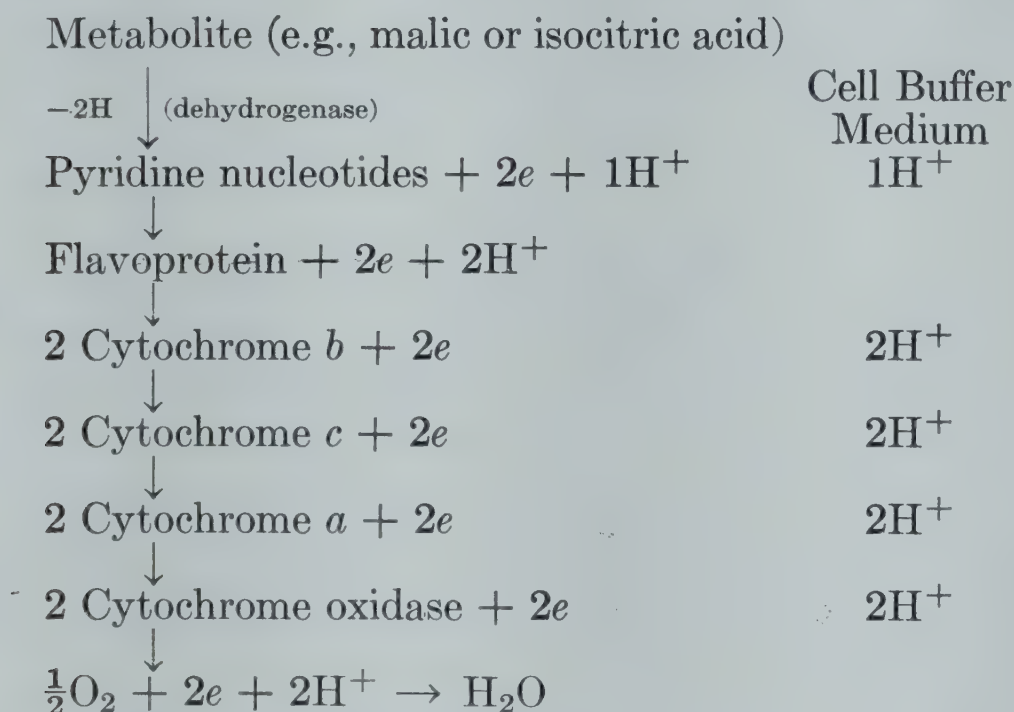 Metabolite (e.g., malic or isocitric acid)
Cell Buffer
Medium
−2H (dehydrogenase)
Pyridine nucleotides + 2e + 1H⁺ 1H⁺
Flavoprotein + 2e + 2H⁺
2 Cytochrome b + 2e 2H⁺
2 Cytochrome c + 2e 2H⁺
2 Cytochrome a + 2e 2H⁺
2 Cytochrome oxidase + 2e 2H⁺
½O₂ + 2e + 2H⁺ → H₂O